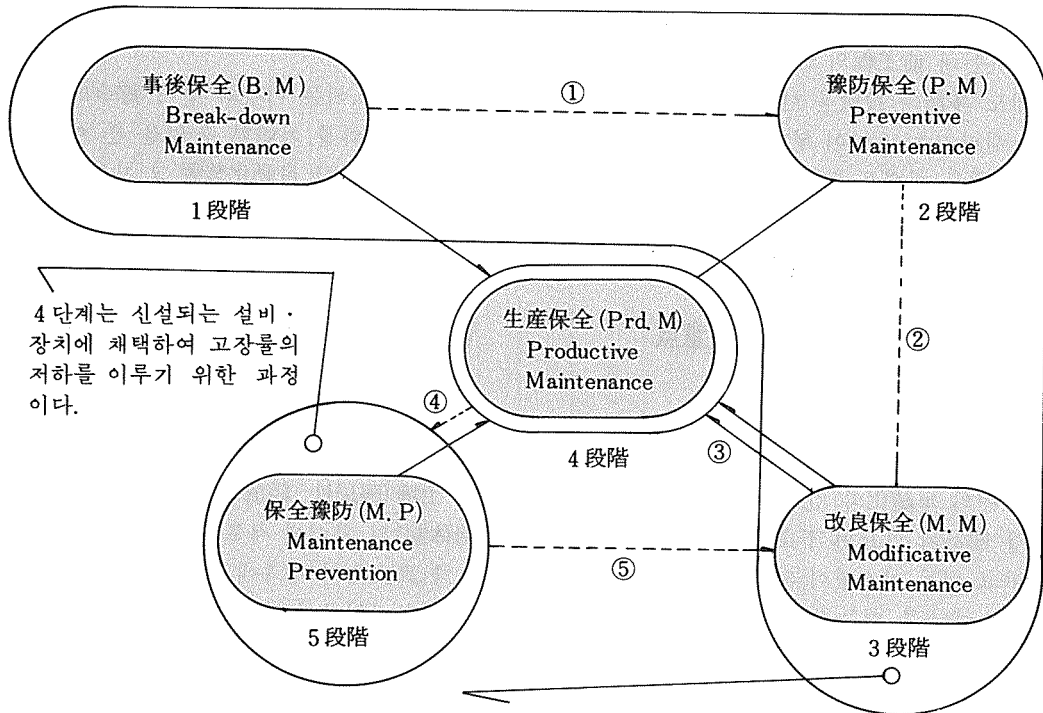 事後保全(B. M)
Break-down
Maintenance
1 段階
①
豫防保全(P. M)
Preventive
Maintenance
2 段階
②
4 단계는 신설되는 설비 ·
장치에 채택하여 고장률의
저하를 이루기 위한 과정
이다.
生産保全(Prd. M)
Productive
Maintenance
4 段階
③
④
保全豫防(M. P)
Maintenance
Prevention
5 段階
⑤
改良保全(M. M)
Modificative
Maintenance
3 段階